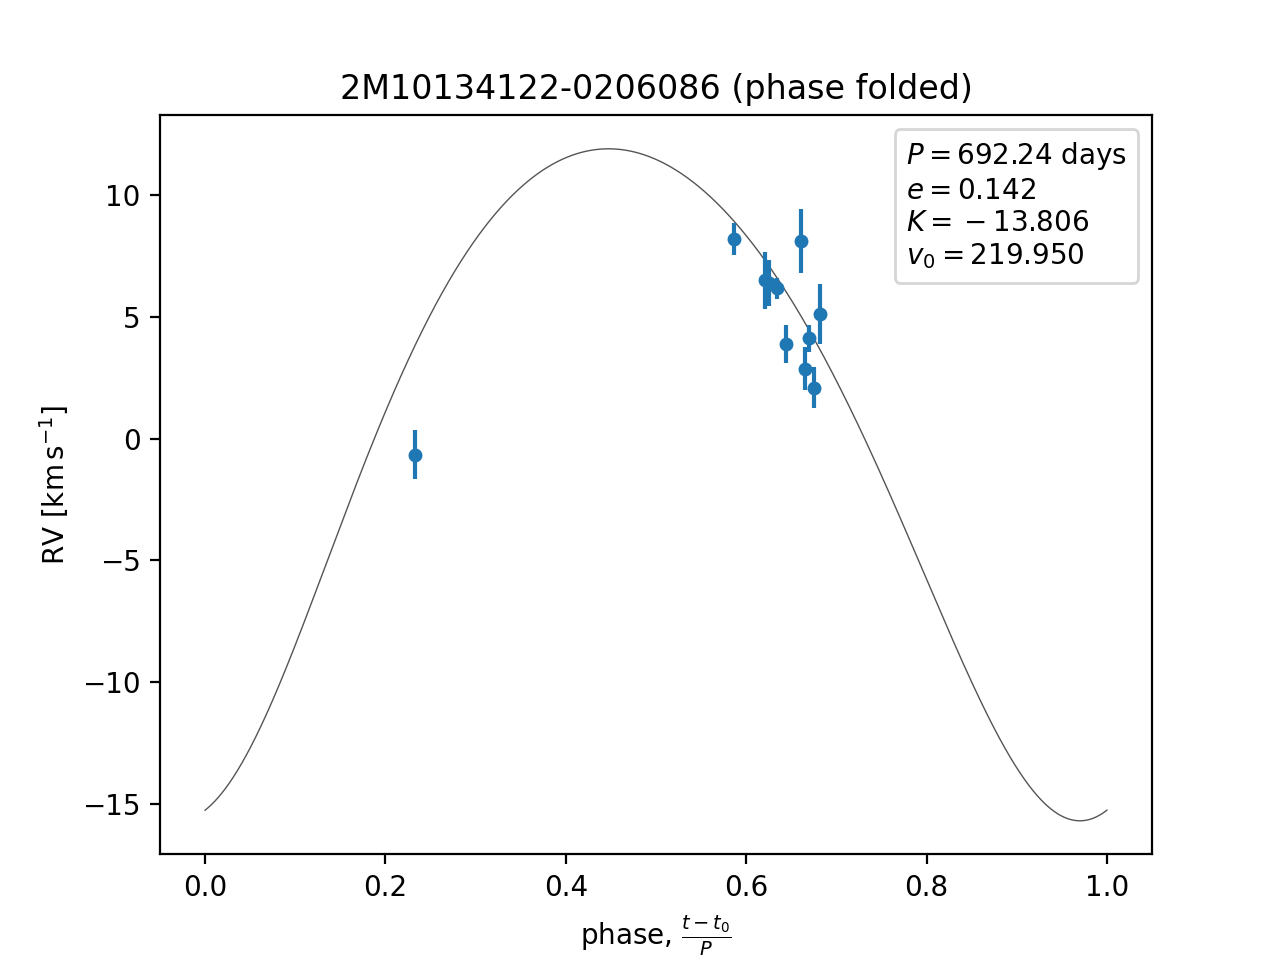 2M10134122-0206086 (phase folded)
P = 692.24 days
e = 0.142
K = −13.806
v₀ = 219.950
RV [km s⁻¹]
10
5
0
−5
−10
−15
0.0 0.2 0.4 0.6 0.8 1.0
phase, (t − t₀)/P